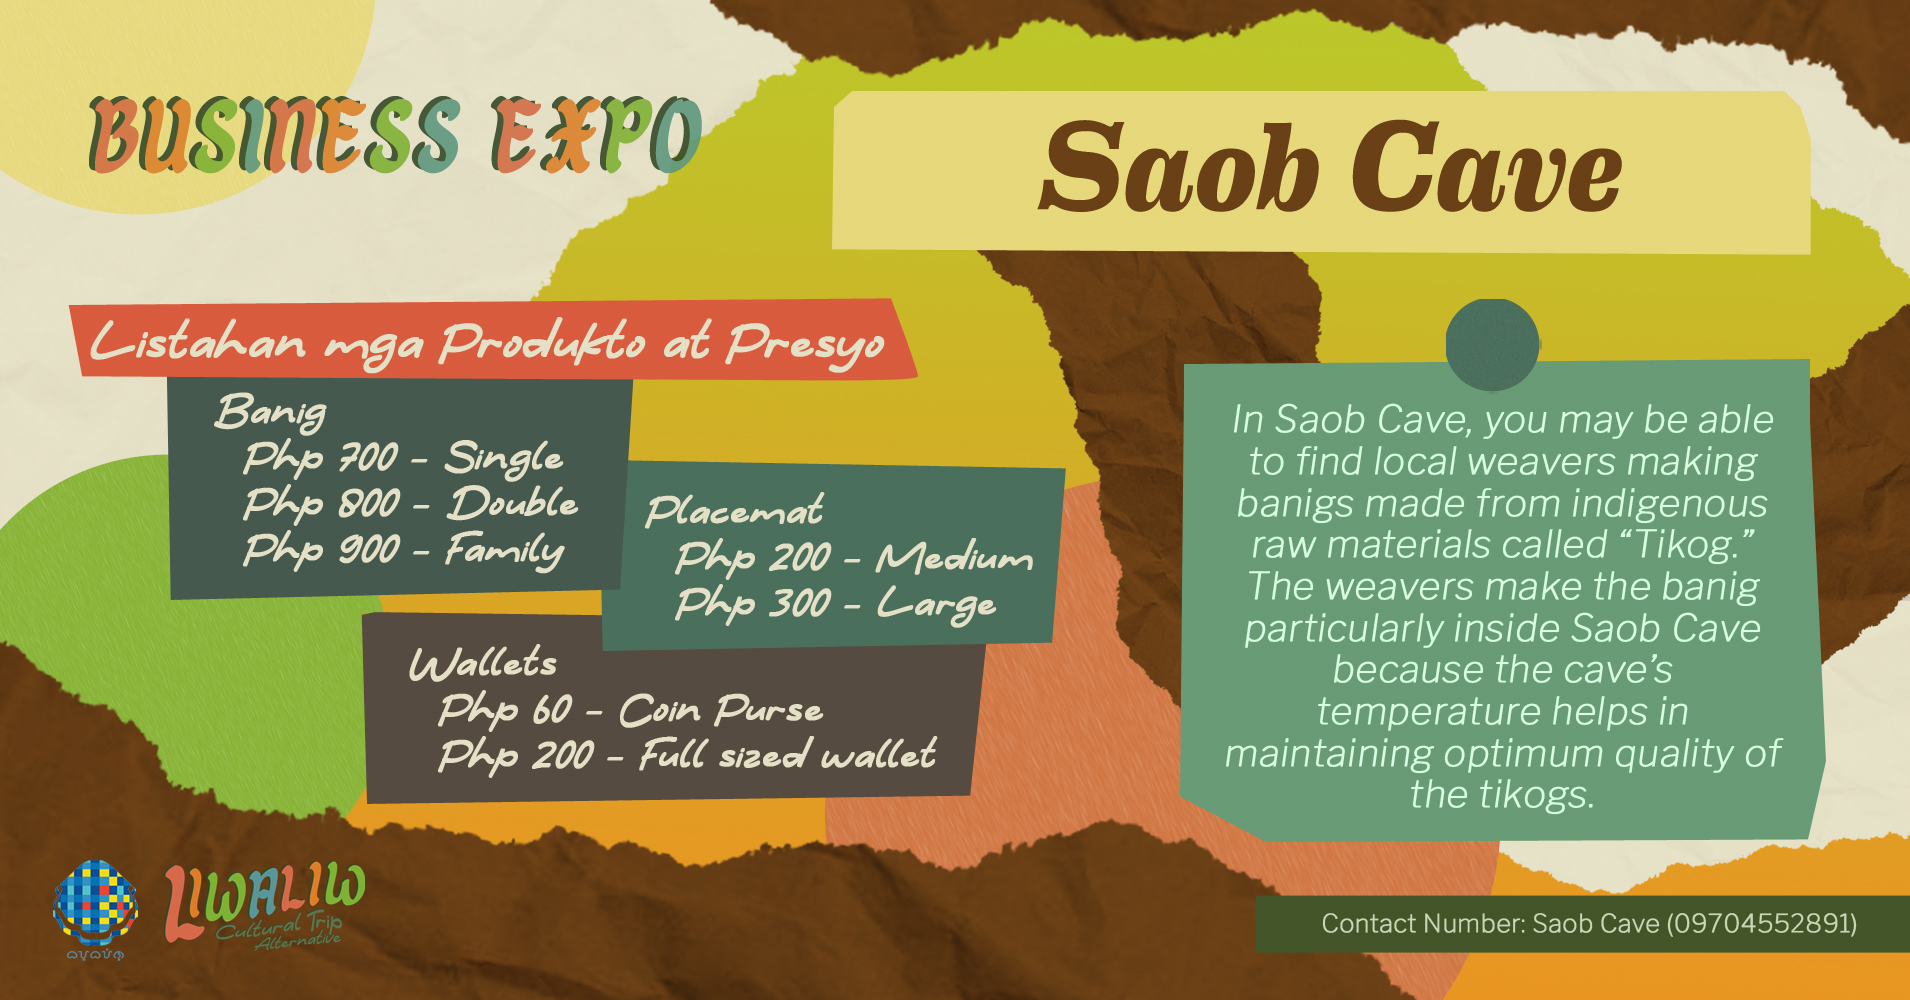 BUSINESS EXPO
Saob Cave
Listahan mga Produkto at Presyo
Banig
Php 700 - Single
Php 800 - Double
Php 900 - Family
Placemat
Php 200 - Medium
Php 300 - Large
Wallets
Php 60 - Coin Purse
Php 200 - Full sized wallet
In Saob Cave, you may be able
to find local weavers making
banigs made from indigenous
raw materials called “Tikog.”
The weavers make the banig
particularly inside Saob Cave
because the cave’s
temperature helps in
maintaining optimum quality of
the tikogs.
LIWALIW
Cultural Trip
Alternative
Contact Number: Saob Cave (09704552891)